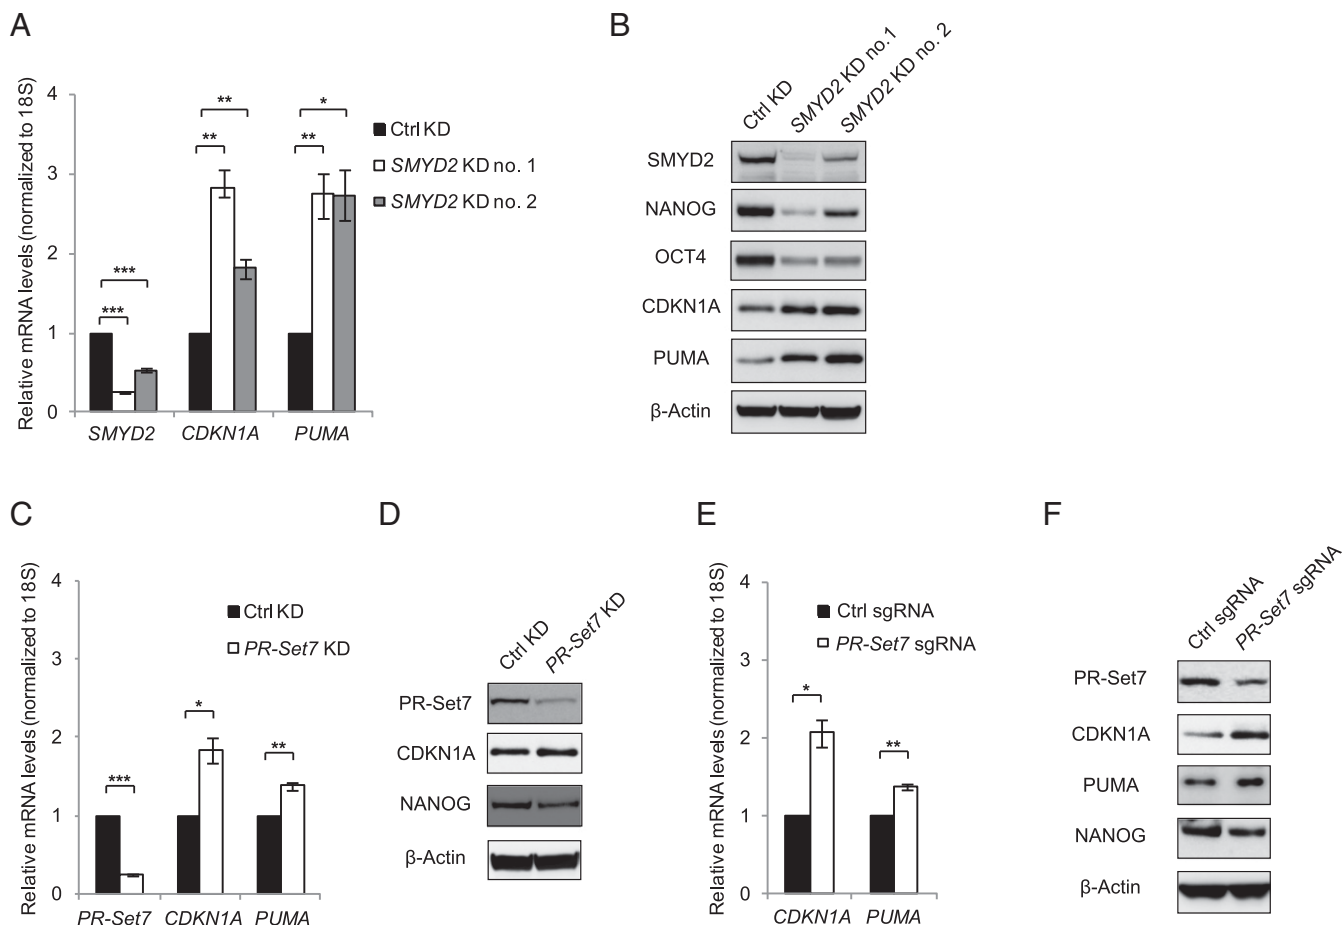 A
Relative mRNA levels (normalized to 18S)
4
3
2
1
0
***
***
**
**
**
*
SMYD2
CDKN1A
PUMA
Ctrl KD
SMYD2 KD no. 1
SMYD2 KD no. 2
B
Ctrl KD
SMYD2 KD no.1
SMYD2 KD no. 2
SMYD2
NANOG
OCT4
CDKN1A
PUMA
β-Actin
C
Relative mRNA levels (normalized to 18S)
4
3
2
1
0
***
*
**
PR-Set7
CDKN1A
PUMA
Ctrl KD
PR-Set7 KD
D
Ctrl KD
PR-Set7 KD
PR-Set7
CDKN1A
NANOG
β-Actin
E
Relative mRNA levels (normalized to 18S)
4
3
2
1
0
*
**
CDKN1A
PUMA
Ctrl sgRNA
PR-Set7 sgRNA
F
Ctrl sgRNA
PR-Set7 sgRNA
PR-Set7
CDKN1A
PUMA
NANOG
β-Actin